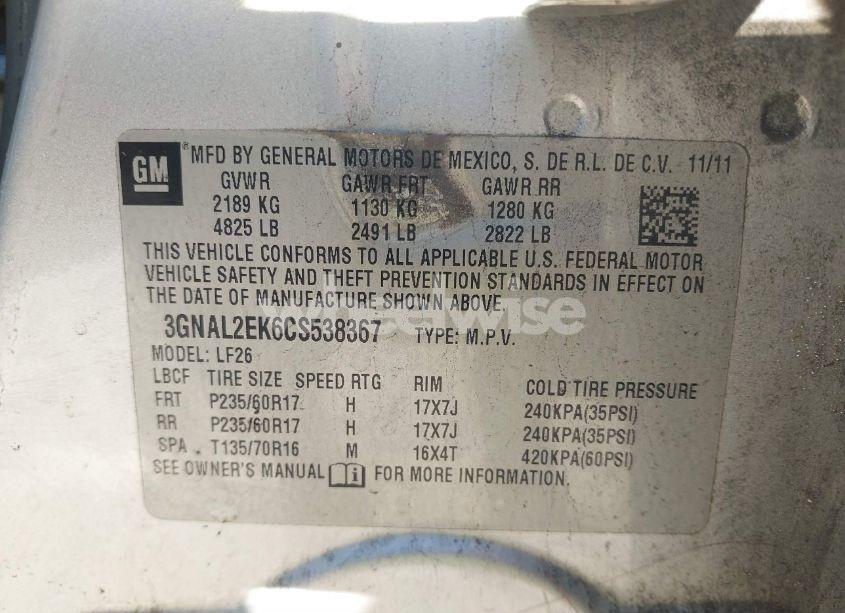 GM
®MFD BY GENERAL MOTORS DE MEXICO, S. DE R.L. DE C.V. 11/11
GVWR GAWR FRT GAWR RR
2189 KG 1130 KG 1280 KG
4825 LB 2491 LB 2822 LB
THIS VEHICLE CONFORMS TO ALL APPLICABLE U.S. FEDERAL MOTOR
VEHICLE SAFETY AND THEFT PREVENTION STANDARDS IN EFFECT ON
THE DATE OF MANUFACTURE SHOWN ABOVE.
wheelwise
3GNAL2EK6CS538367 TYPE: M.P.V.
MODEL: LF26
LBCF TIRE SIZE SPEED RTG RIM COLD TIRE PRESSURE
FRT P235/60R17 H 17X7J 240KPA(35PSI)
RR P235/60R17 H 17X7J 240KPA(35PSI)
SPA T135/70R16 M 16X4T 420KPA(60PSI)
SEE OWNER'S MANUAL i FOR MORE INFORMATION.